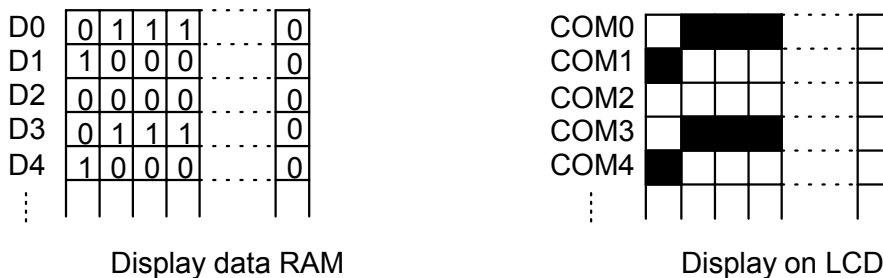 D0 0 1 1 1 0
D1 1 0 0 0 0
D2 0 0 0 0 0
D3 0 1 1 1 0
D4 1 0 0 0 0
Display data RAM
COM0
COM1
COM2
COM3
COM4
Display on LCD